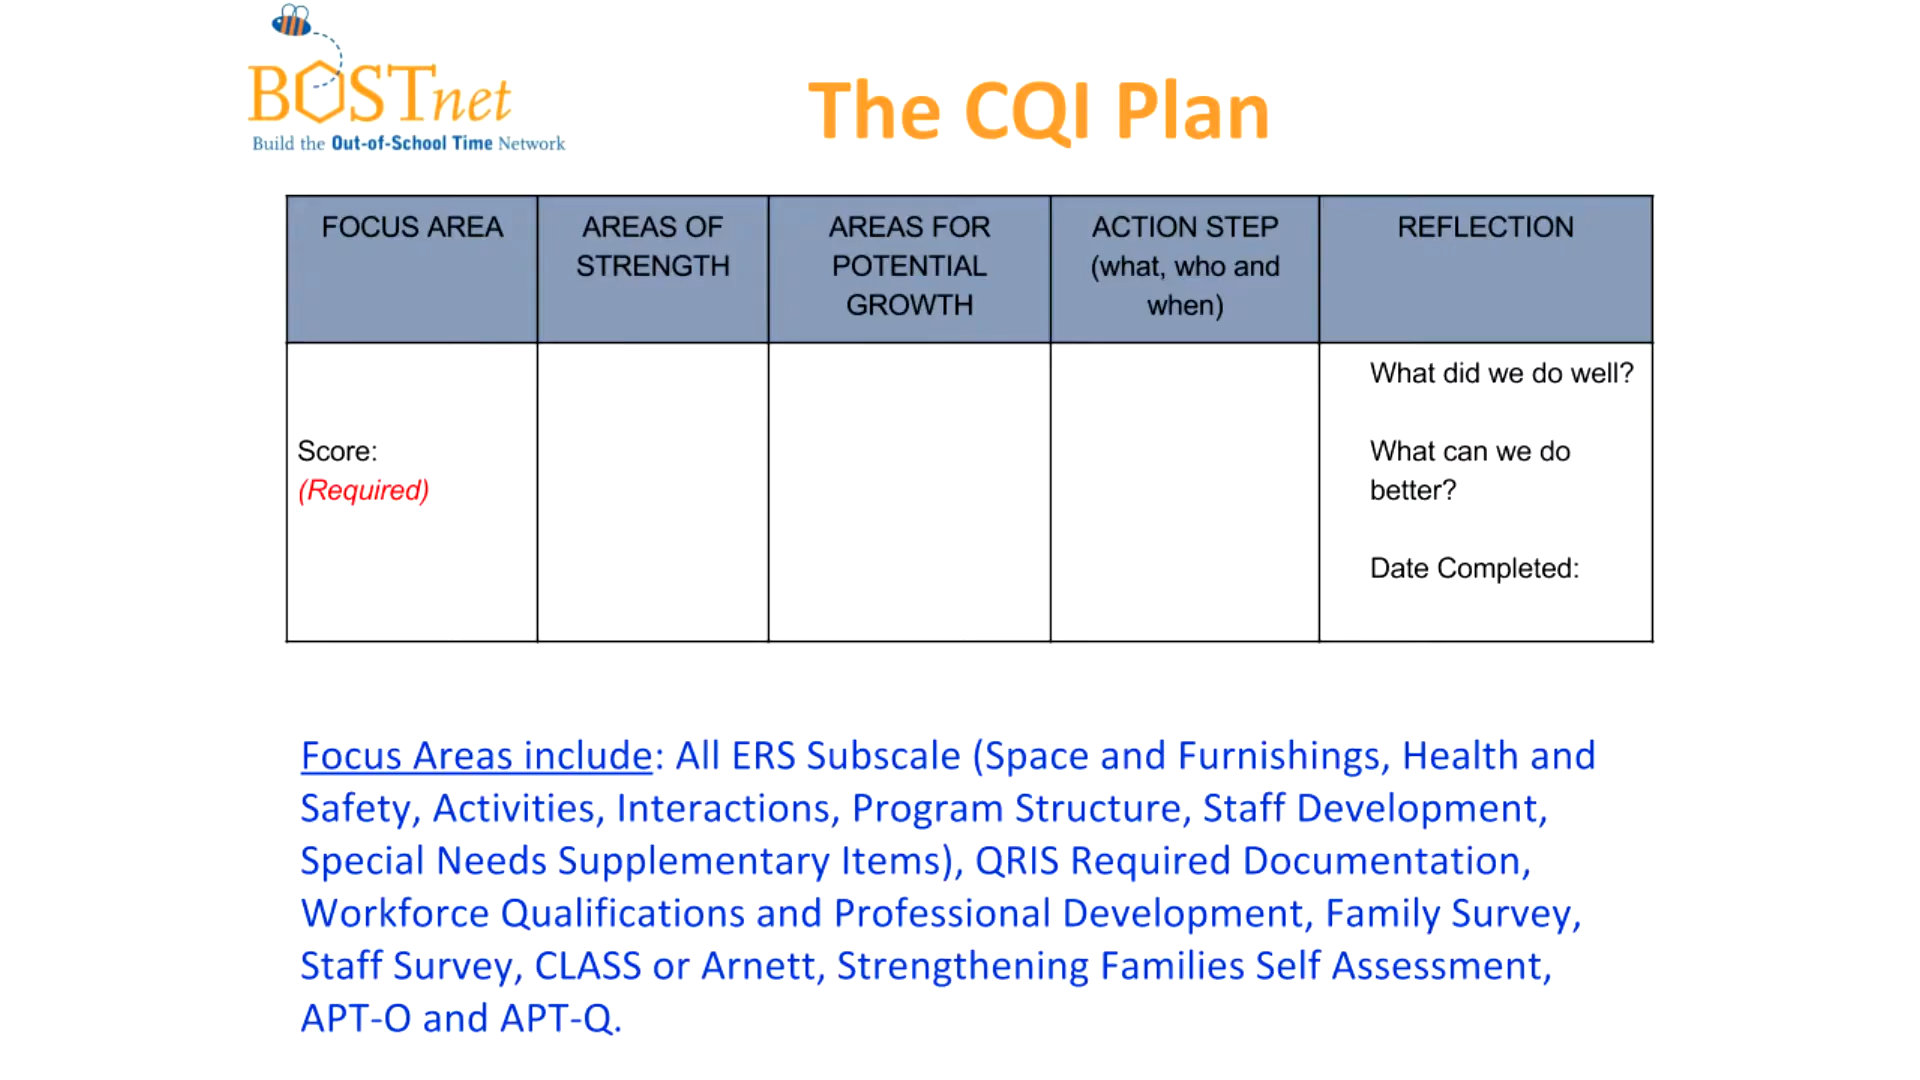 BOSTnet
Build the Out-of-School Time Network
The CQI Plan
FOCUS AREA
AREAS OF
STRENGTH
AREAS FOR
POTENTIAL
GROWTH
ACTION STEP
(what, who and
when)
REFLECTION
Score:
(Required)
What did we do well?
What can we do
better?
Date Completed:
Focus Areas include: All ERS Subscale (Space and Furnishings, Health and
Safety, Activities, Interactions, Program Structure, Staff Development,
Special Needs Supplementary Items), QRIS Required Documentation,
Workforce Qualifications and Professional Development, Family Survey,
Staff Survey, CLASS or Arnett, Strengthening Families Self Assessment,
APT-O and APT-Q.